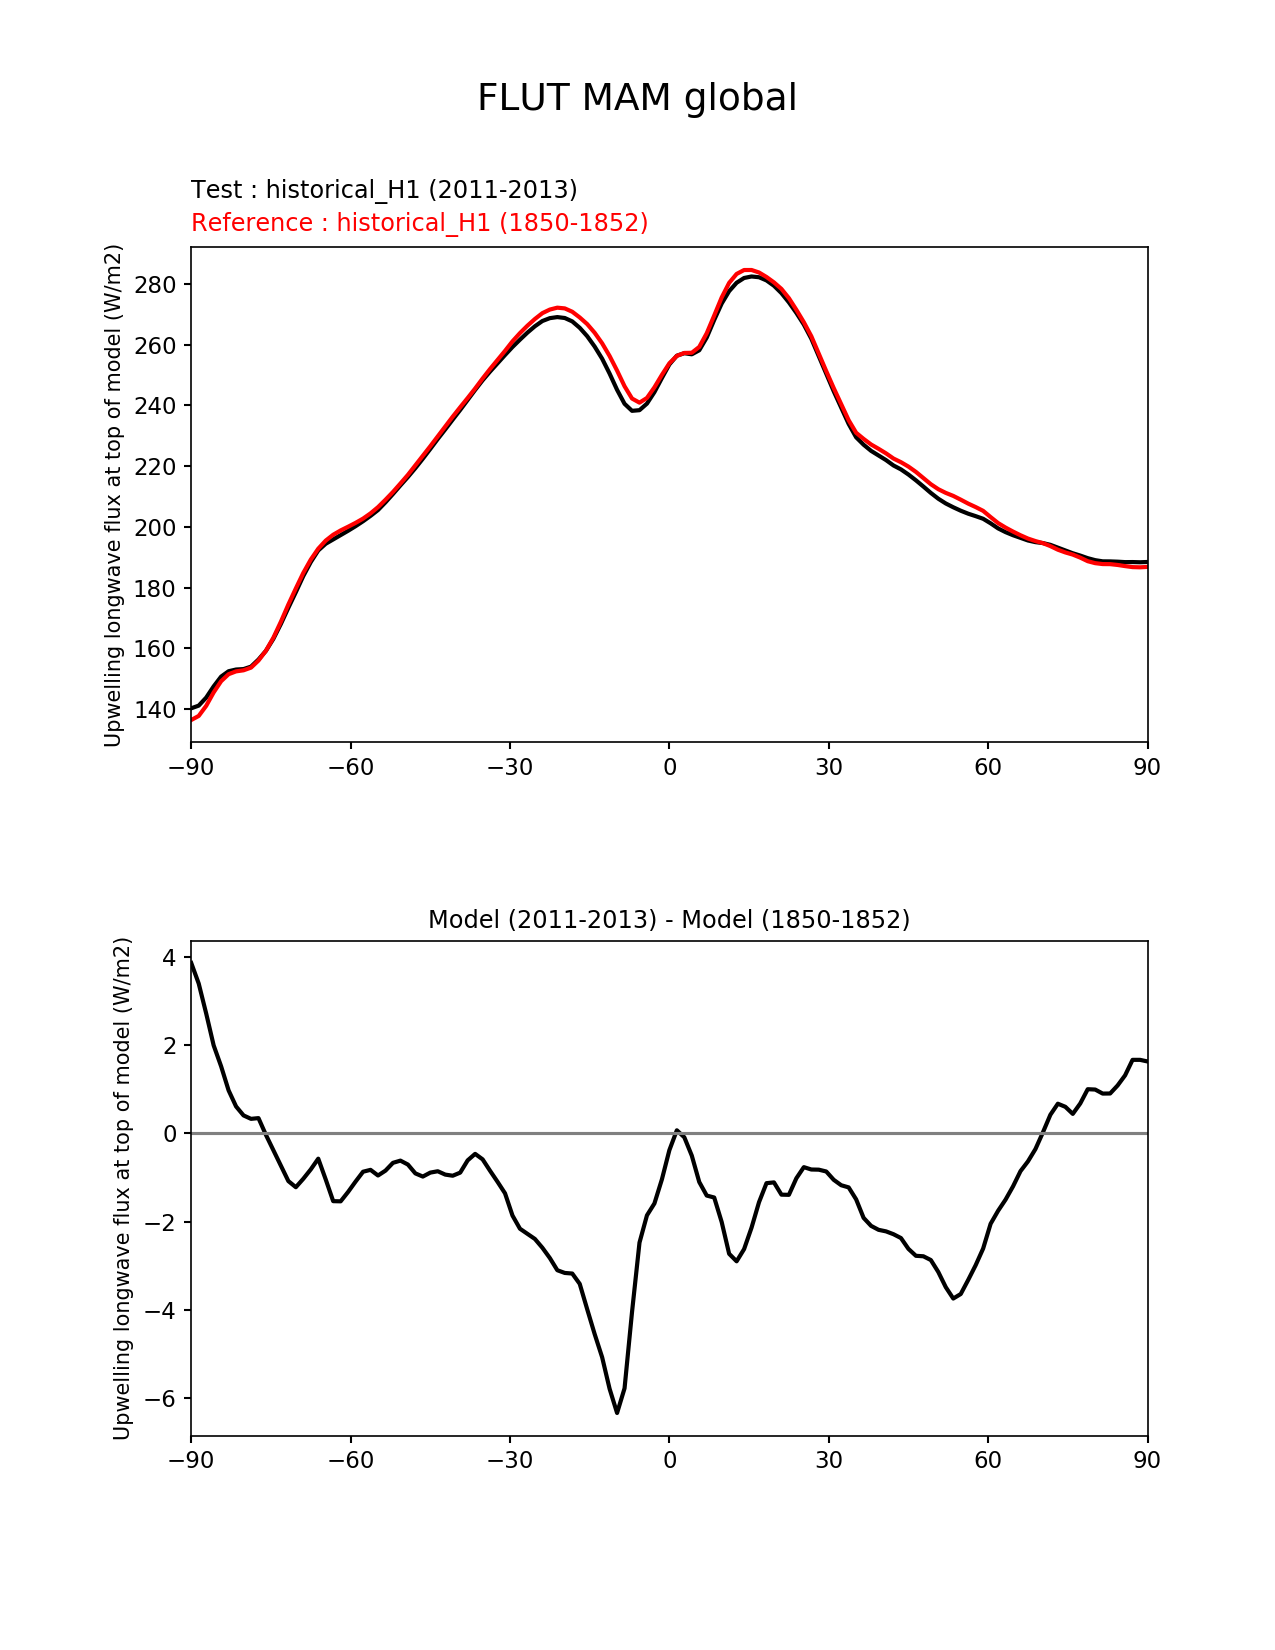 FLUT MAM global
Test : historical_H1 (2011-2013)
Reference : historical_H1 (1850-1852)
Upwelling longwave flux at top of model (W/m2)
280
260
240
220
200
180
160
140
−90 −60 −30 0 30 60 90
Model (2011-2013) - Model (1850-1852)
Upwelling longwave flux at top of model (W/m2)
4
2
0
−2
−4
−6
−90 −60 −30 0 30 60 90